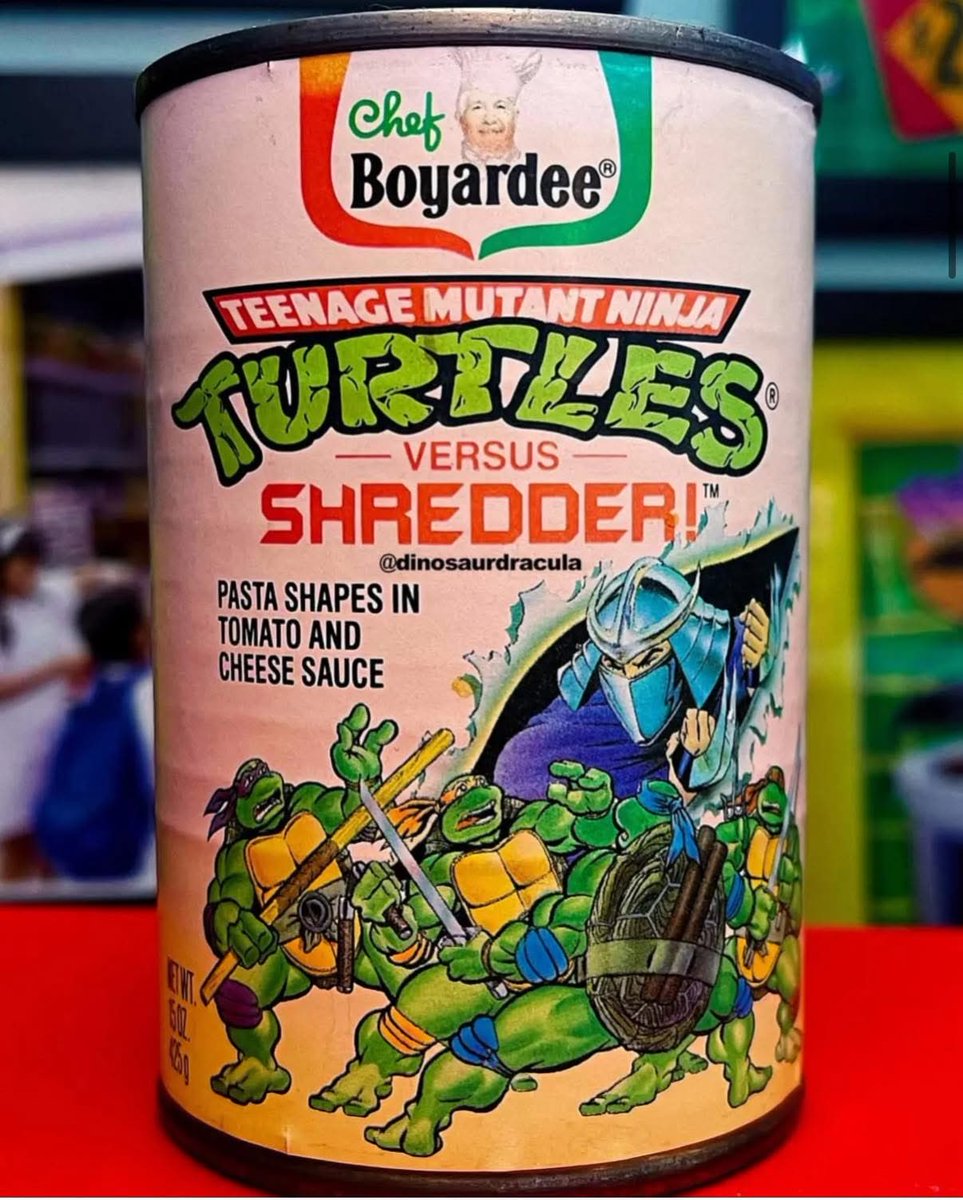 Chef
Boyardee®
TEENAGE MUTANT NINJA
TURTLES®
VERSUS
SHREDDER!™
@dinosaurdracula
PASTA SHAPES IN
TOMATO AND
CHEESE SAUCE
NET WT.
15 OZ.
425g